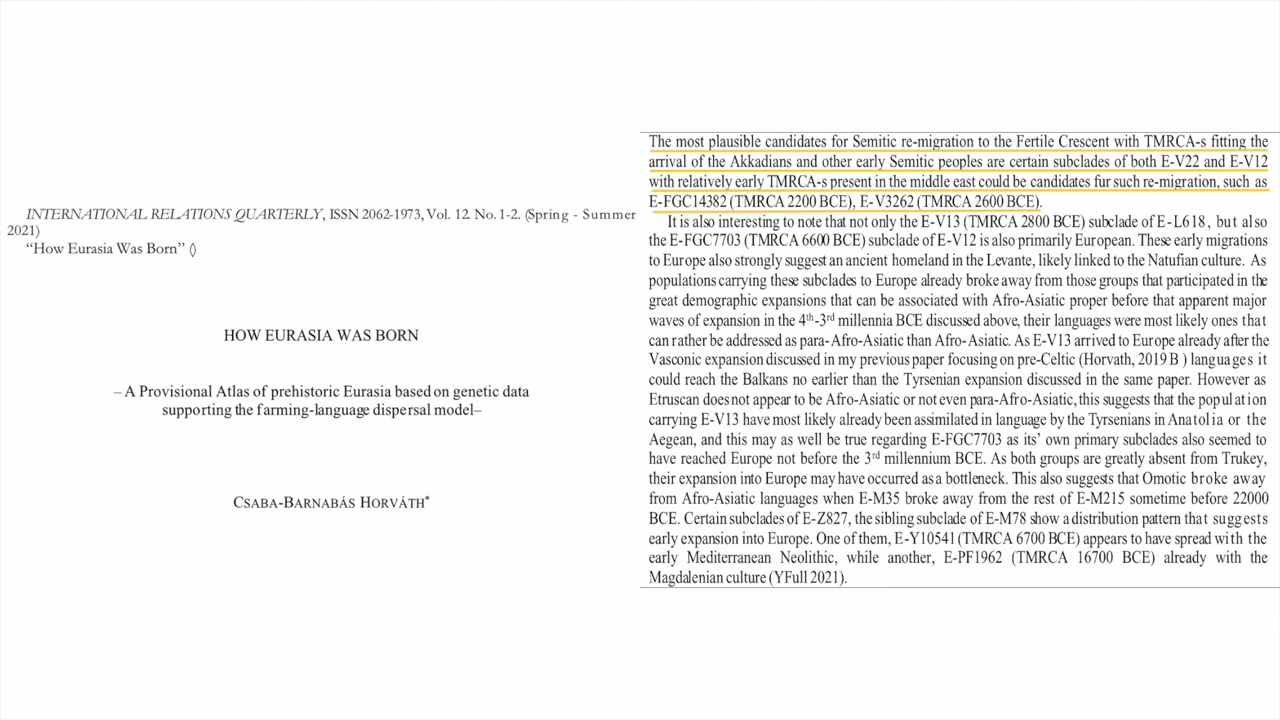 INTERNATIONAL RELATIONS QUARTERLY, ISSN 2062-1973, Vol. 12. No. 1-2. (Spring - Summer
2021)
“How Eurasia Was Born” ()
HOW EURASIA WAS BORN
– A Provisional Atlas of prehistoric Eurasia based on genetic data
supporting the farming-language dispersal model–
CSABA-BARNABÁS HORVÁTH*
The most plausible candidates for Semitic re-migration to the Fertile Crescent with TMRCA-s fitting the
arrival of the Akkadians and other early Semitic peoples are certain subclades of both E-V22 and E-V12
with relatively early TMRCA-s present in the middle east could be candidates fur such re-migration, such as
E-FGC14382 (TMRCA 2200 BCE), E-V3262 (TMRCA 2600 BCE).
It is also interesting to note that not only the E-V13 (TMRCA 2800 BCE) subclade of E-L618, but also
the E-FGC7703 (TMRCA 6600 BCE) subclade of E-V12 is also primarily European. These early migrations
to Europe also strongly suggest an ancient homeland in the Levante, likely linked to the Natufian culture. As
populations carrying these subclades to Europe already broke away from those groups that participated in the
great demographic expansions that can be associated with Afro-Asiatic proper before that apparent major
waves of expansion in the 4th-3rd millennia BCE discussed above, their languages were most likely ones that
can rather be addressed as para-Afro-Asiatic than Afro-Asiatic. As E-V13 arrived to Europe already after the
Vasconic expansion discussed in my previous paper focusing on pre-Celtic (Horvath, 2019 B ) languages it
could reach the Balkans no earlier than the Tyrsenian expansion discussed in the same paper. However as
Etruscan does not appear to be Afro-Asiatic or not even para-Afro-Asiatic, this suggests that the population
carrying E-V13 have most likely already been assimilated in language by the Tyrsenians in Anatolia or the
Aegean, and this may as well be true regarding E-FGC7703 as its’ own primary subclades also seemed to
have reached Europe not before the 3rd millennium BCE. As both groups are greatly absent from Trukey,
their expansion into Europe may have occurred as a bottleneck. This also suggests that Omotic broke away
from Afro-Asiatic languages when E-M35 broke away from the rest of E-M215 sometime before 22000
BCE. Certain subclades of E-Z827, the sibling subclade of E-M78 show a distribution pattern that suggests
early expansion into Europe. One of them, E-Y10541 (TMRCA 6700 BCE) appears to have spread with the
early Mediterranean Neolithic, while another, E-PF1962 (TMRCA 16700 BCE) already with the
Magdalenian culture (YFull 2021).